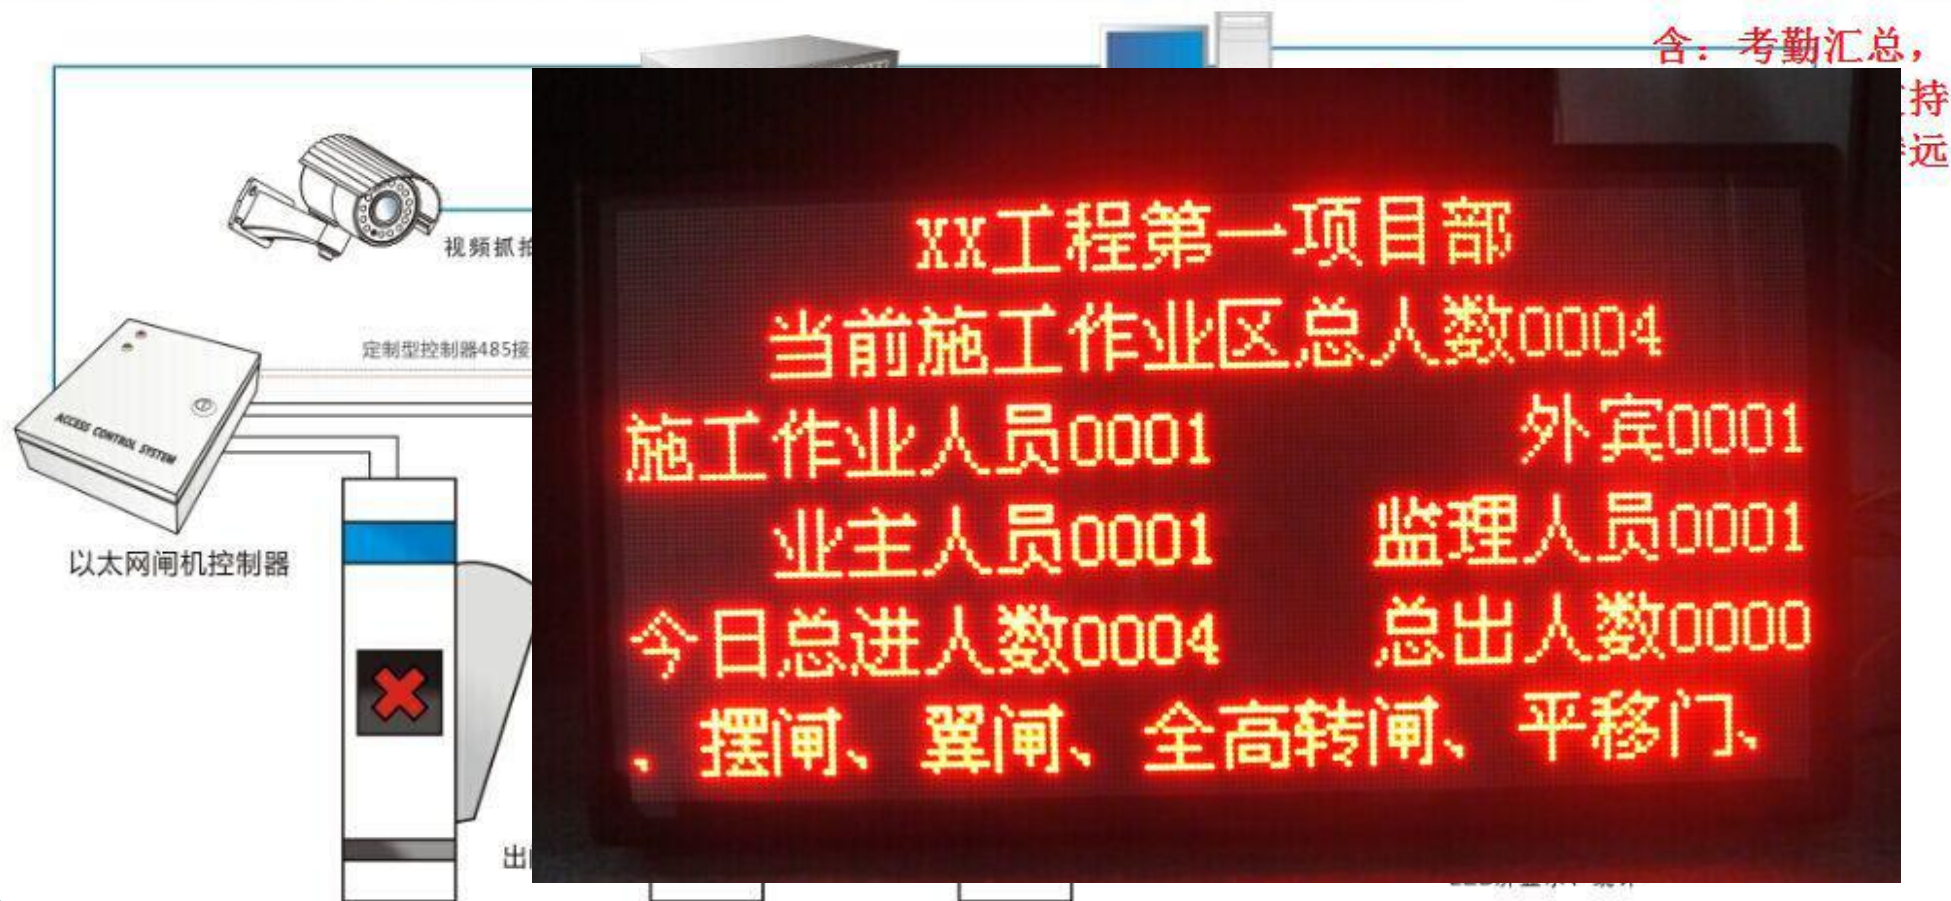 含：考勤汇总，
持
远
视频抓拍
定制型控制器485接
ACCESS CONTROL SYSTEM
以太网闸机控制器
出
XX工程第一项目部
当前施工作业区总人数0004
施工作业人员0001 外宾0001
业主人员0001 监理人员0001
今日总进人数0004 总出人数0000
、摆闸、翼闸、全高转闸、平移门、